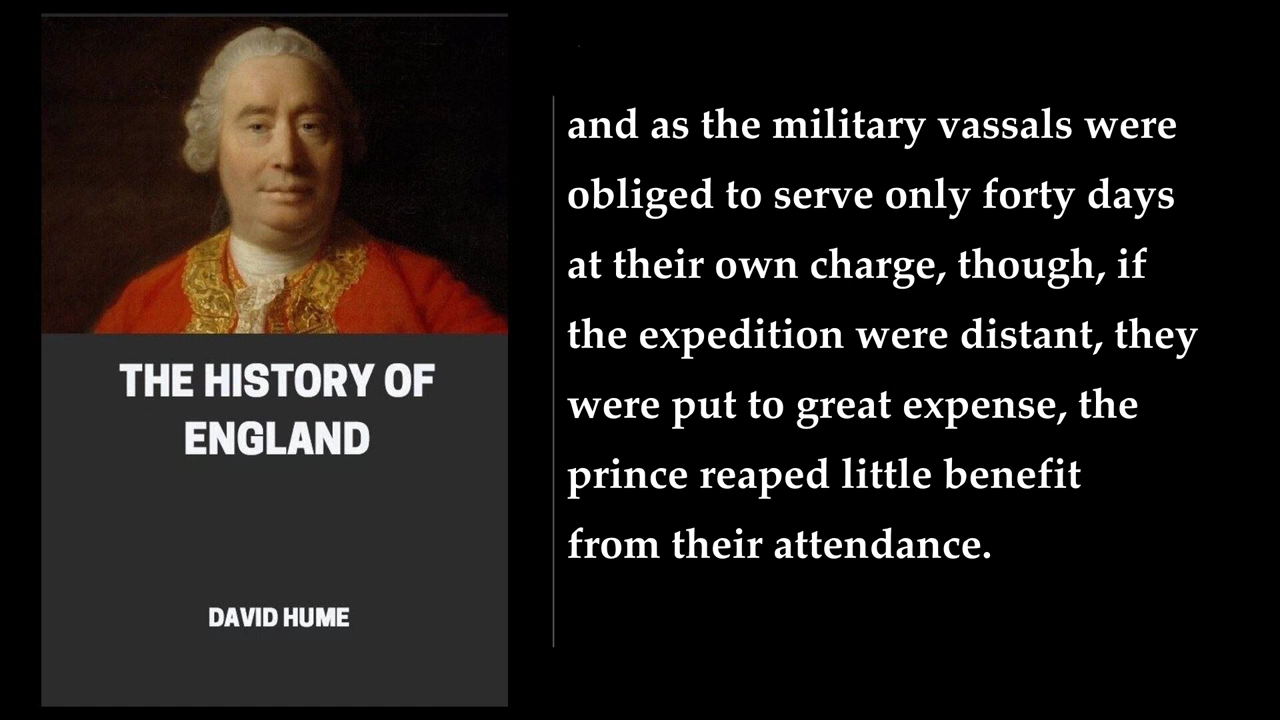 THE HISTORY OF
ENGLAND
DAVID HUME
and as the military vassals were
obliged to serve only forty days
at their own charge, though, if
the expedition were distant, they
were put to great expense, the
prince reaped little benefit
from their attendance.